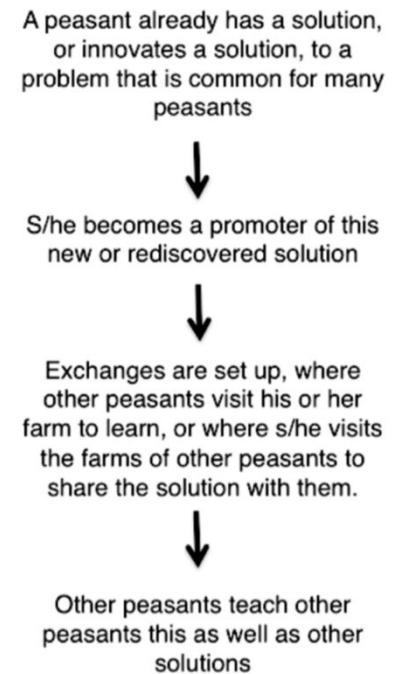 A peasant already has a solution,
or innovates a solution, to a
problem that is common for many
peasants
S/he becomes a promoter of this
new or rediscovered solution
Exchanges are set up, where
other peasants visit his or her
farm to learn, or where s/he visits
the farms of other peasants to
share the solution with them.
Other peasants teach other
peasants this as well as other
solutions